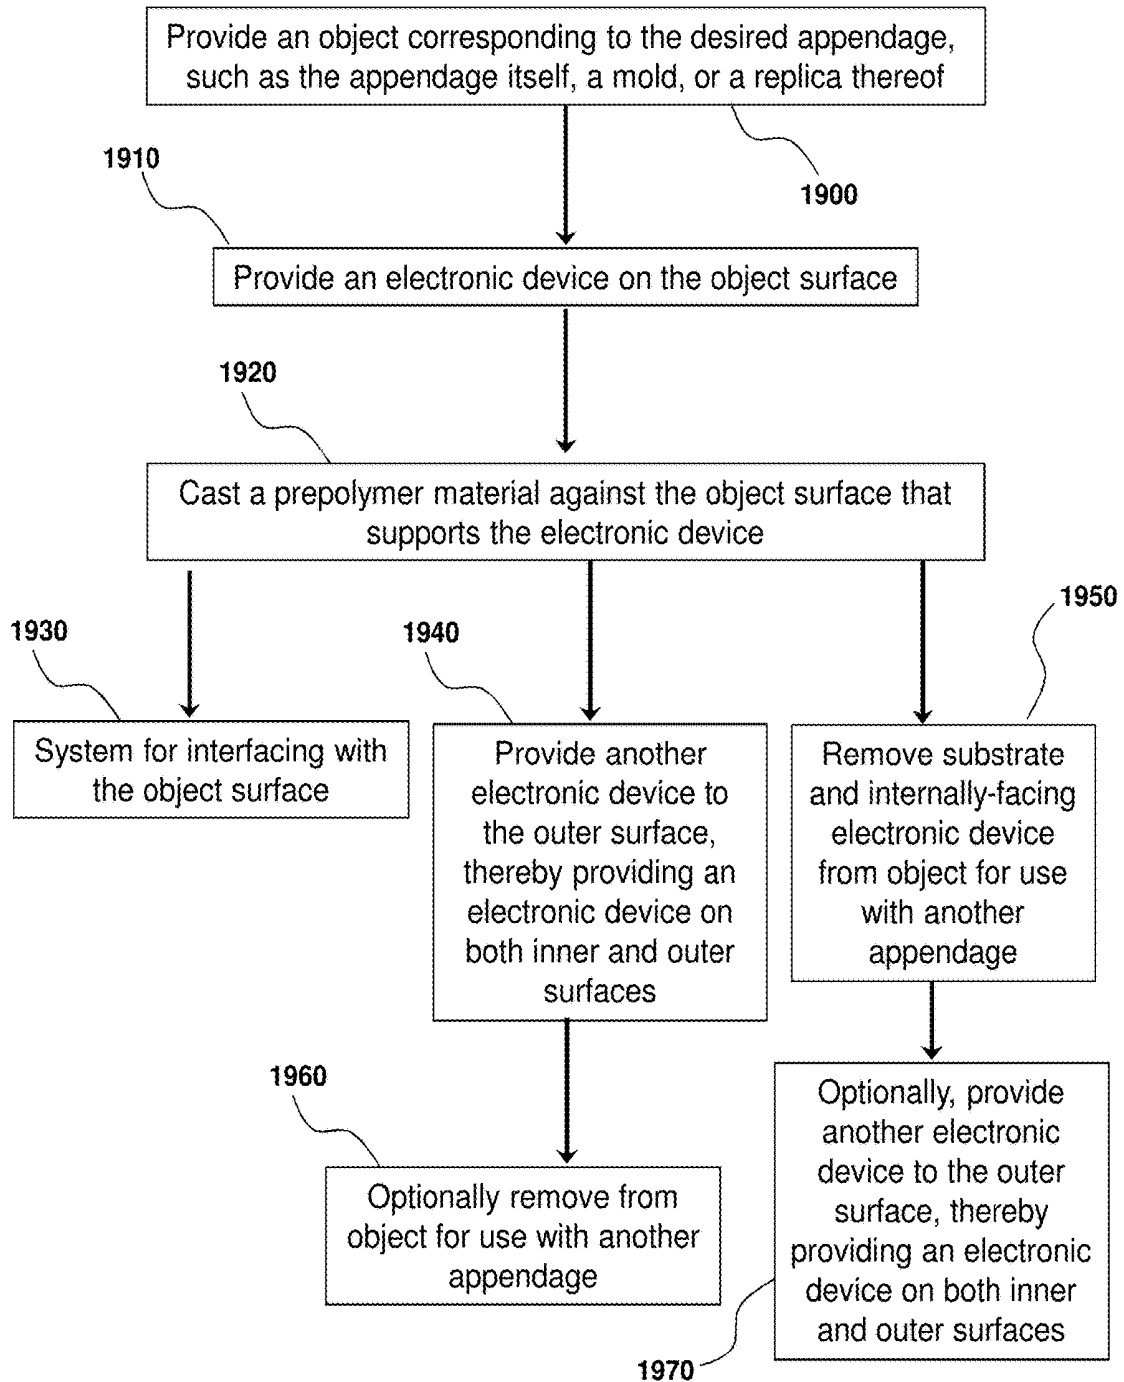 Provide an object corresponding to the desired appendage,
such as the appendage itself, a mold, or a replica thereof
1900
1910
Provide an electronic device on the object surface
1920
Cast a prepolymer material against the object surface that
supports the electronic device
1930
System for interfacing with
the object surface
1940
Provide another
electronic device to
the outer surface,
thereby providing an
electronic device on
both inner and outer
surfaces
1950
Remove substrate
and internally-facing
electronic device
from object for use
with another
appendage
1960
Optionally remove from
object for use with another
appendage
Optionally, provide
another electronic
device to the outer
surface, thereby
providing an electronic
device on both inner
and outer surfaces
1970